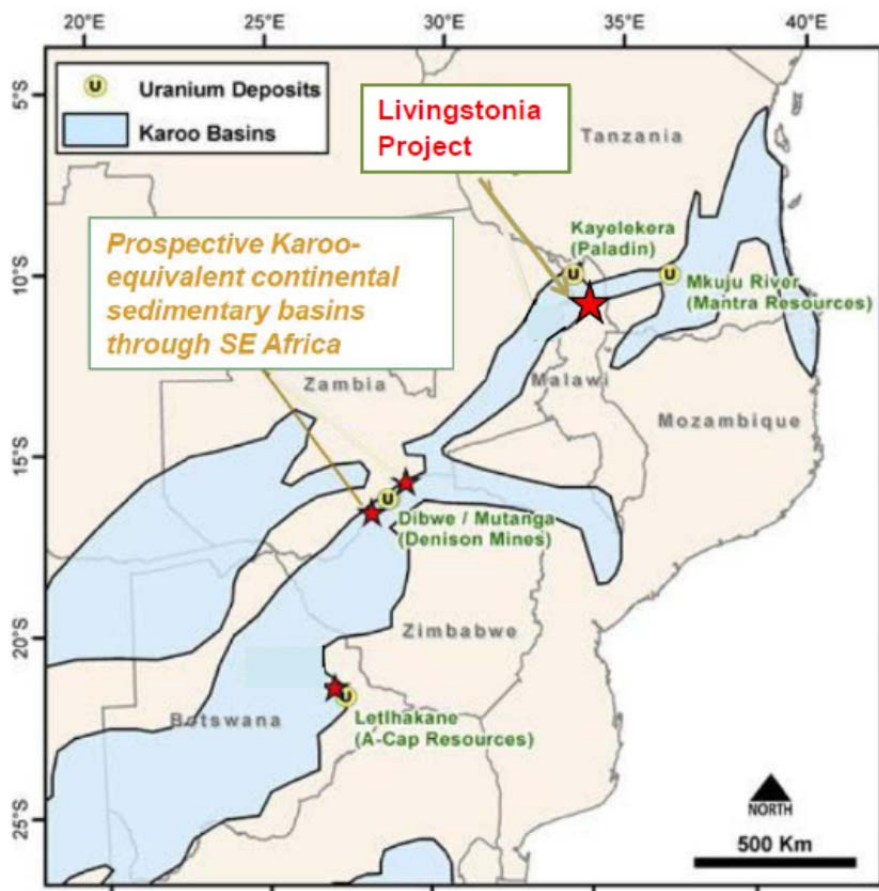 20°E 25°E 30°E 35°E 40°E
5°S
10°S
15°S
20°S
25°S
U Uranium Deposits
Karoo Basins
Livingstonia
Project
Tanzania
Prospective Karoo-
equivalent continental
sedimentary basins
through SE Africa
Kayelekera
(Paladin)
U
U
Mkuju River
(Mantra Resources)
Zambia
Malawi
Mozambique
U
Dibwe / Mutanga
(Denison Mines)
Zimbabwe
U
Botswana
Letlhakane
(A-Cap Resources)
NORTH
500 Km